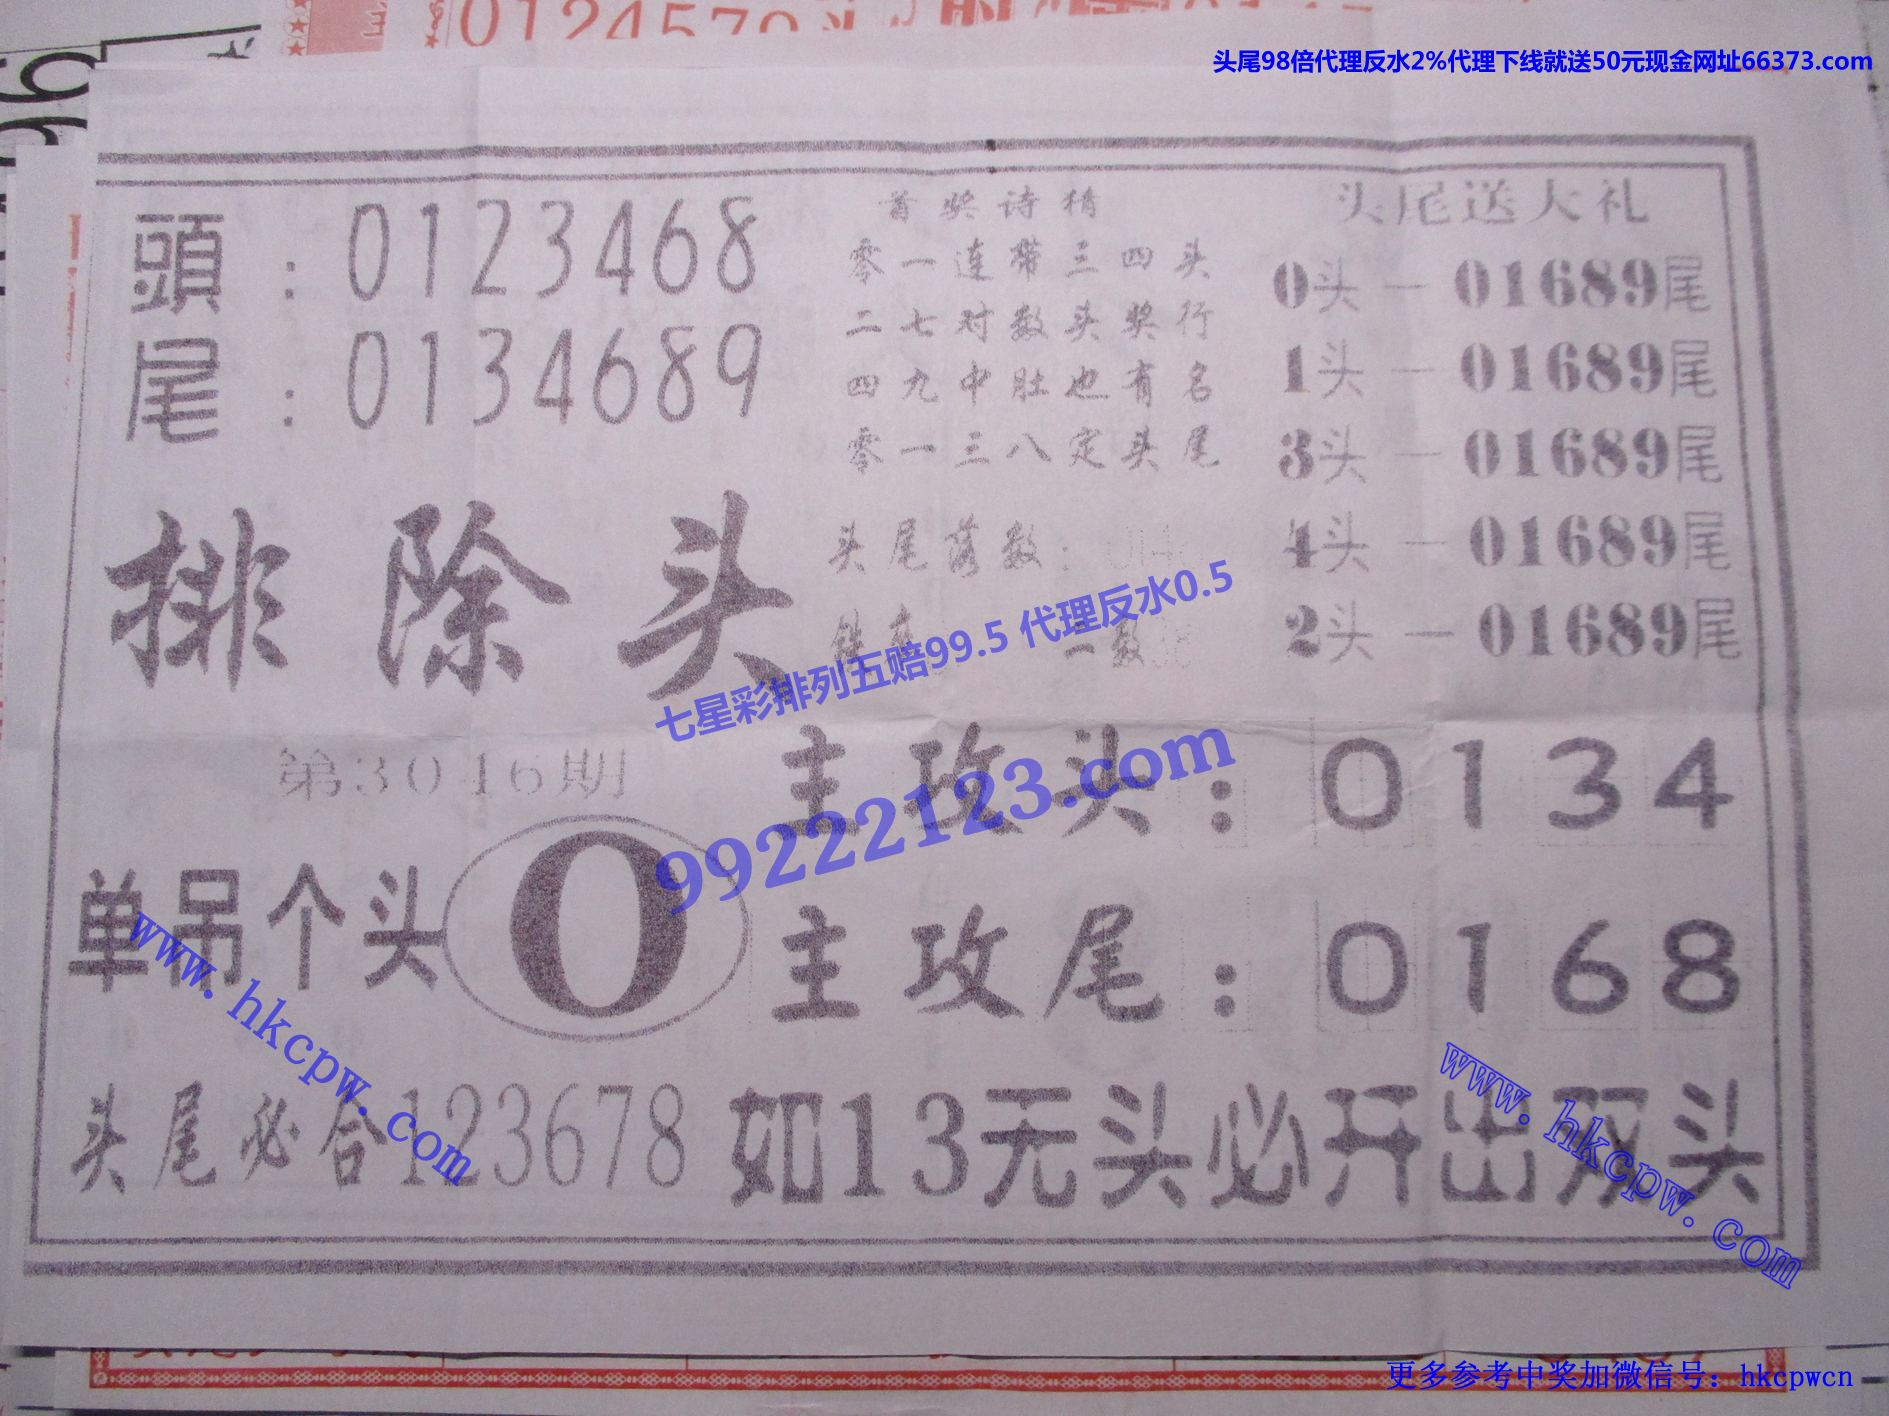 0124579
头尾98倍代理反水2%代理下线就送50元现金网址66373.com
頭：0123468
尾：0134689
首奖诗精
零一连带三四头
二七对数头奖行
四九中肚也有名
零一三八定头尾
头尾落数：014
二数
头尾送大礼
0头一01689尾
1头一01689尾
3头一01689尾
4头一01689尾
2头一01689尾
排除头
七星彩排列五赔99.5 代理反水0.5
99222123.com
第3046期
主攻头：0134
单吊个头0
主攻尾：0168
www.hkcpw.com
www.hkcpw.com
头尾必合123678
如13无头必开出双头
更多参考中奖加微信号：hkcpwcn